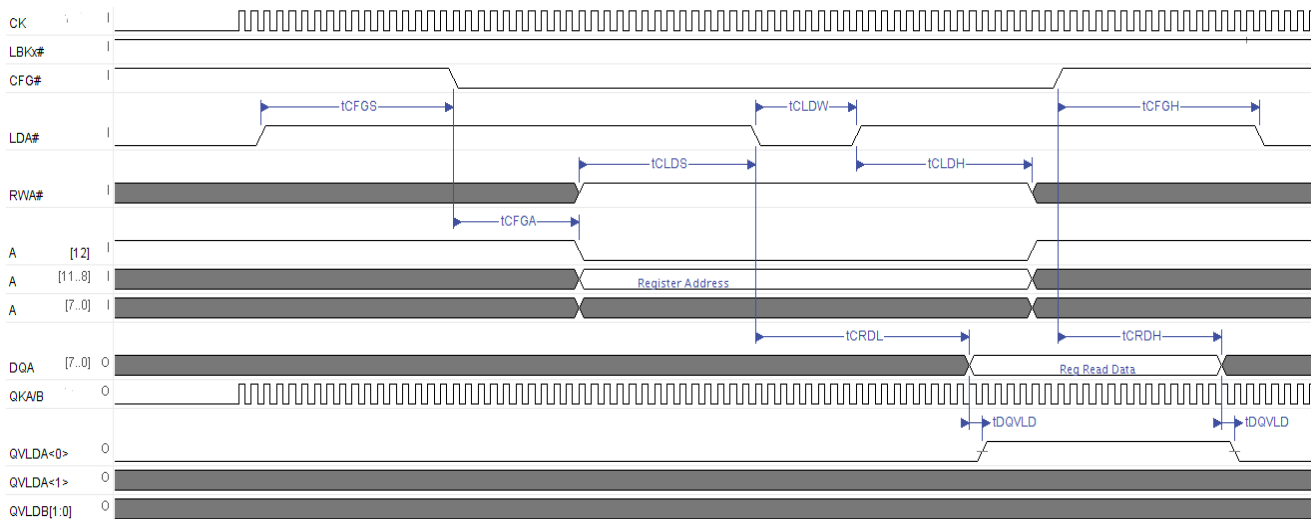 CK I
LBKx# I
CFG# I
tCFGS tCLDW tCFGH
LDA# I
tCLDS tCLDH
RWA# I
tCFGA
A [12] I
A [11..8] I Register Address
A [7..0] I
tCRDL tCRDH
DQA [7..0] O Reg Read Data
QKA/B O
tDQVLD tDQVLD
QVLDA<0> O
QVLDA<1> O
QVLDB[1:0] O